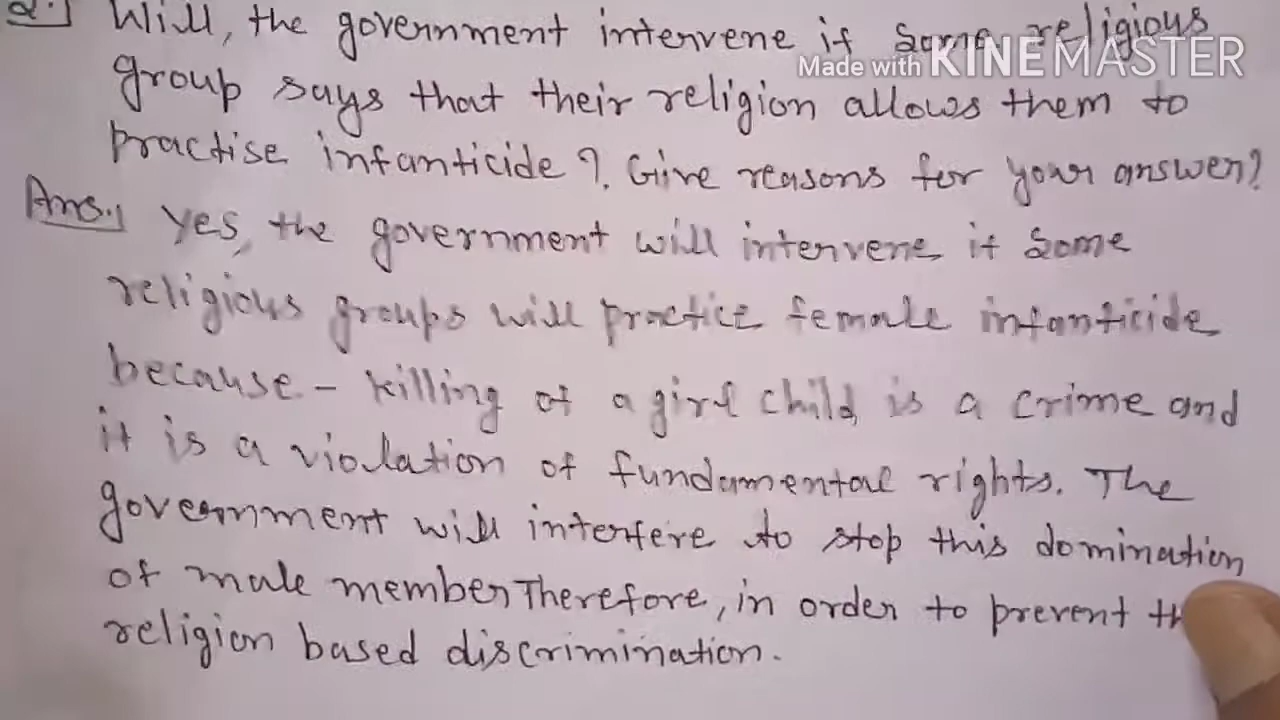 2. Will, the government intervene if some religious
Made with KINEMASTER
group says that their religion allows them to
practise infanticide ?. Give reasons for your answer?
Ans., Yes, the government will intervene if some
religious groups will practice female infanticide
because - killing of a girl child is a crime and
it is a violation of fundamental rights. The
government will interfere to stop this domination
of male member Therefore, in order to prevent
religion based discrimination.